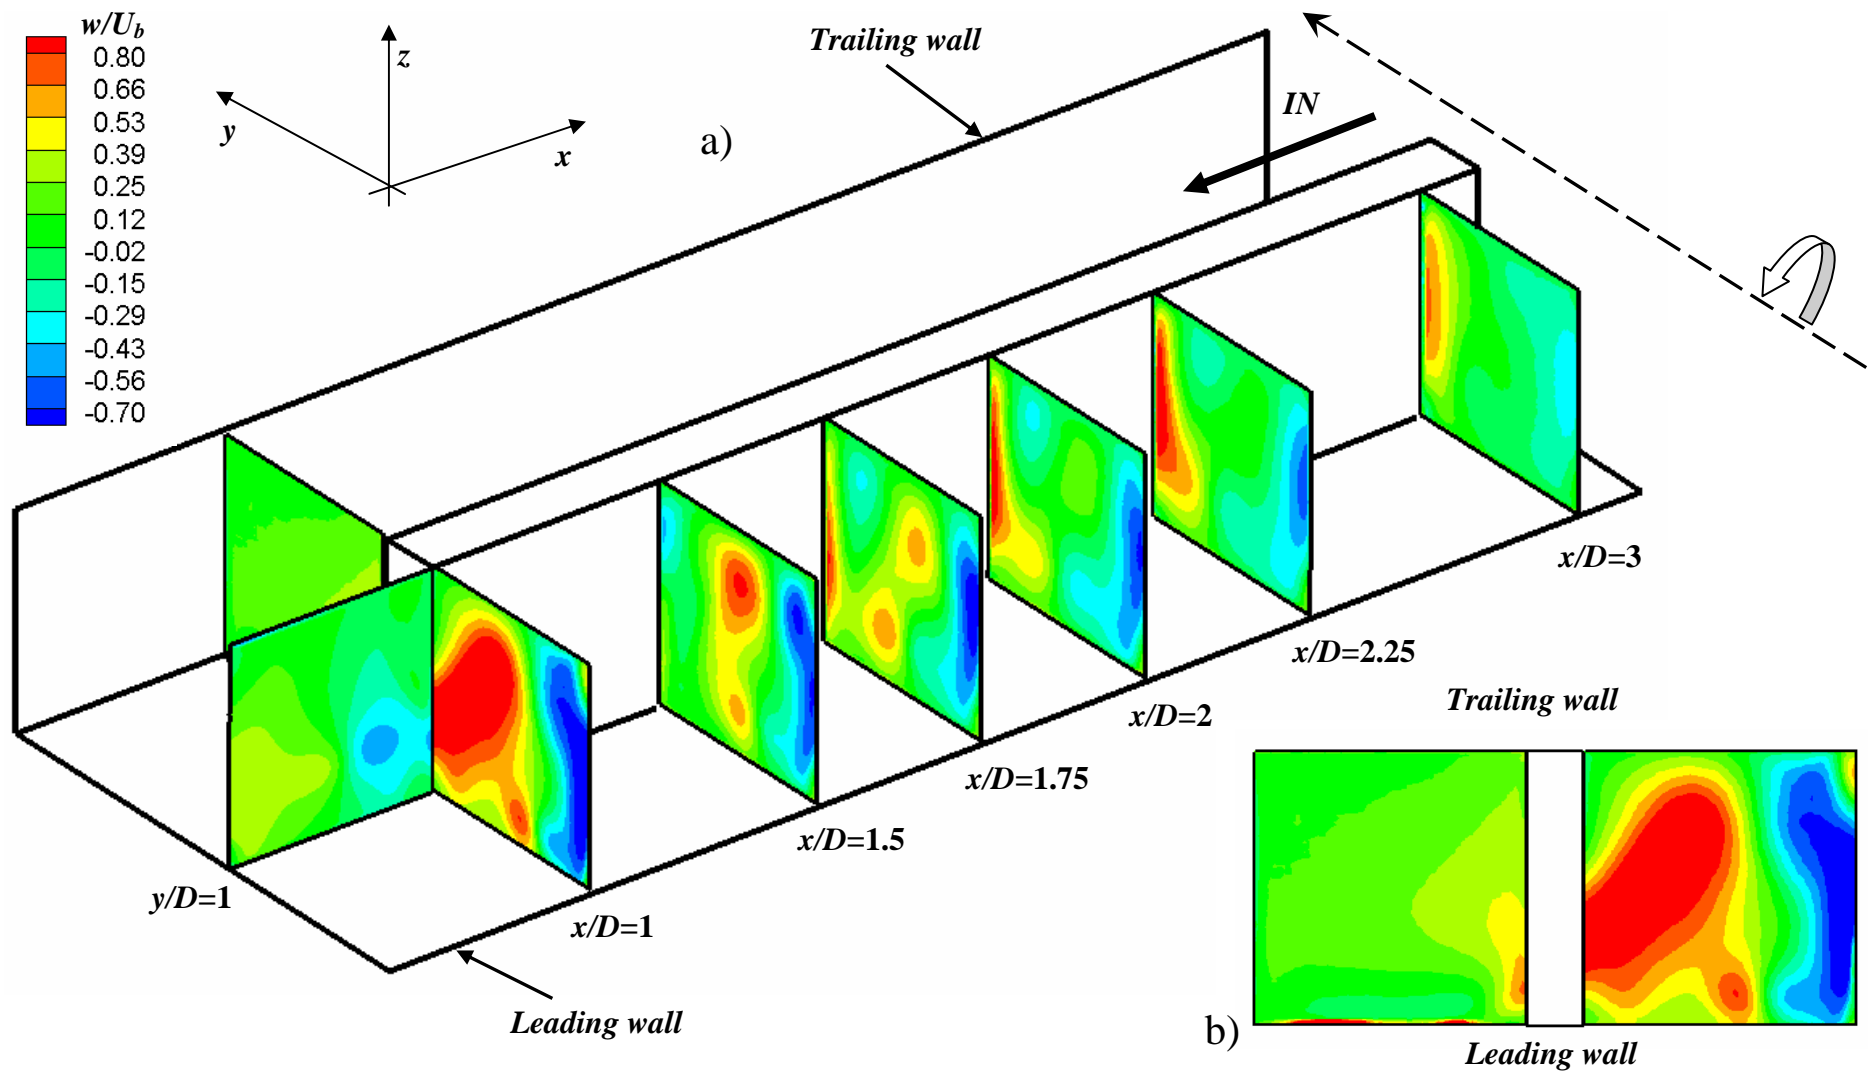 w/U_b
0.80
0.66
0.53
0.39
0.25
0.12
-0.02
-0.15
-0.29
-0.43
-0.56
-0.70
z
y
x
a)
Trailing wall
IN
x/D=3
x/D=2.25
x/D=2
x/D=1.75
x/D=1.5
x/D=1
y/D=1
Leading wall
Trailing wall
b)
Leading wall